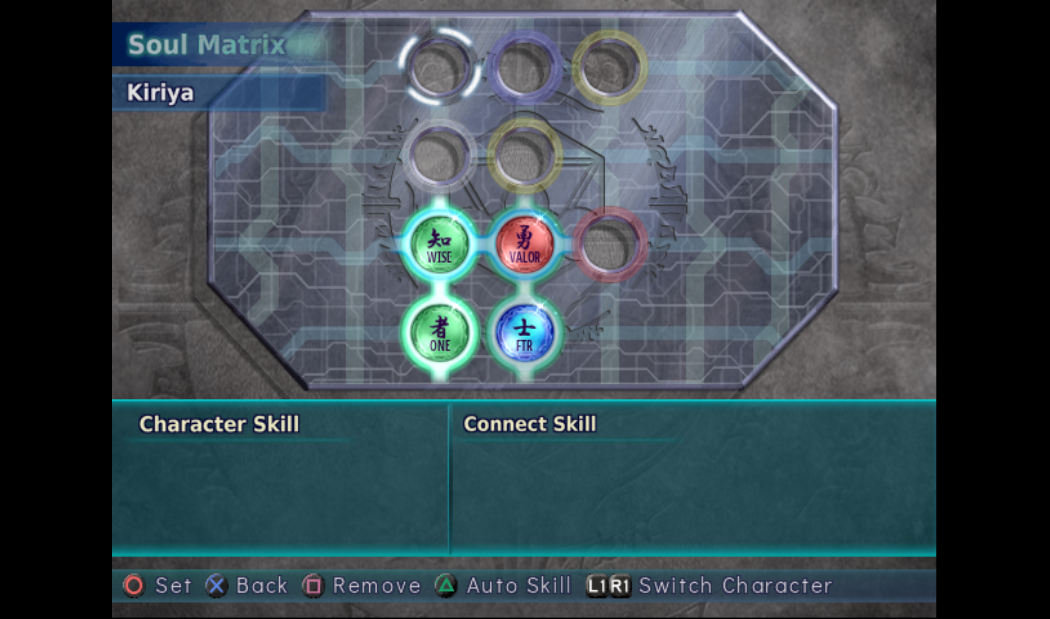 Soul Matrix
Kiriya
知 勇
WISE VALOR
者 士
ONE FTR
Character Skill Connect Skill
Set Back Remove Auto Skill L1 R1 Switch Character